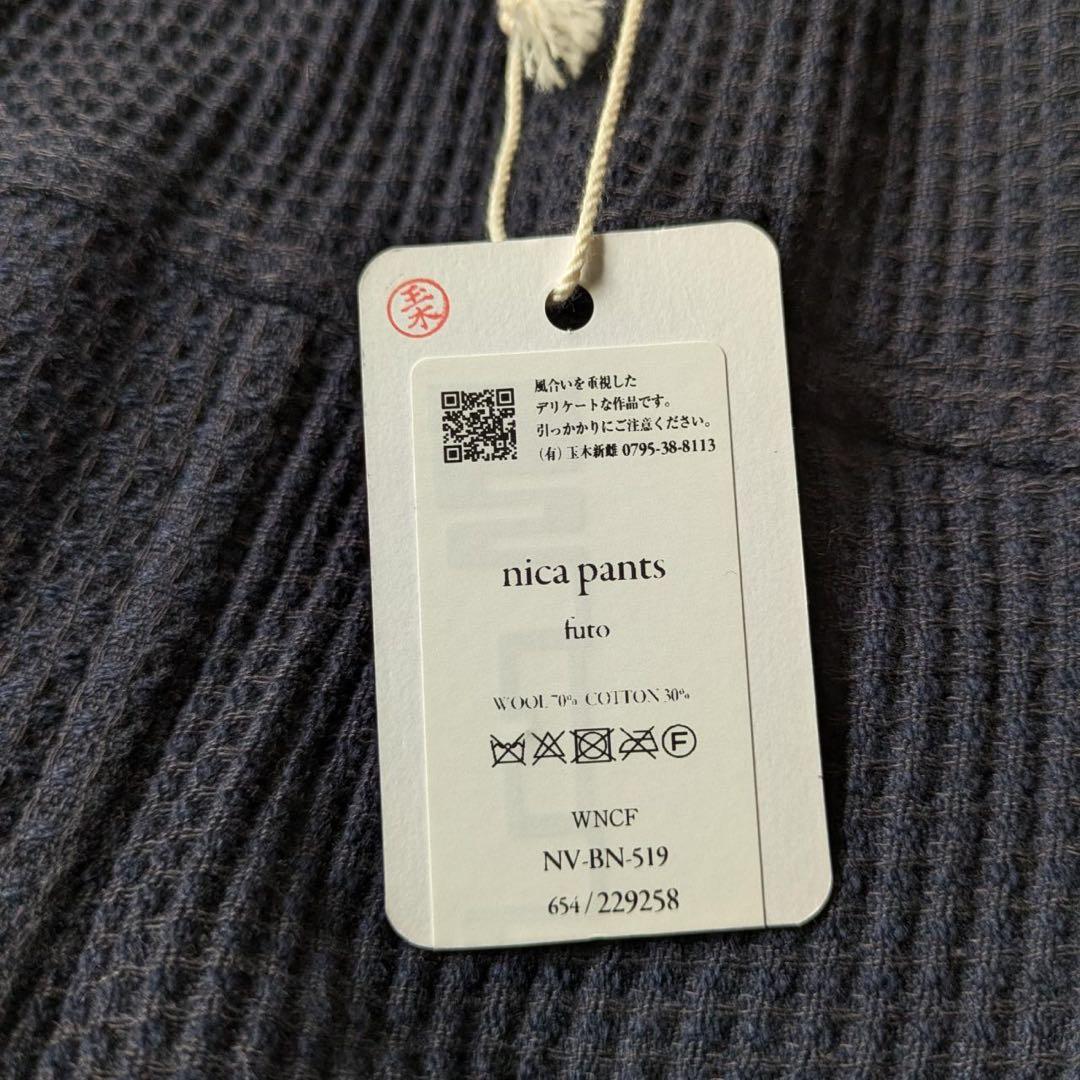 玉木
風合いを重視した
デリケートな作品です。
引っかかりにご注意ください。
(有) 玉木新雌 0795-38-8113
nica pants
futo
WOOL 70% COTTON 30%
F
WNCF
NV-BN-519
654 / 229258